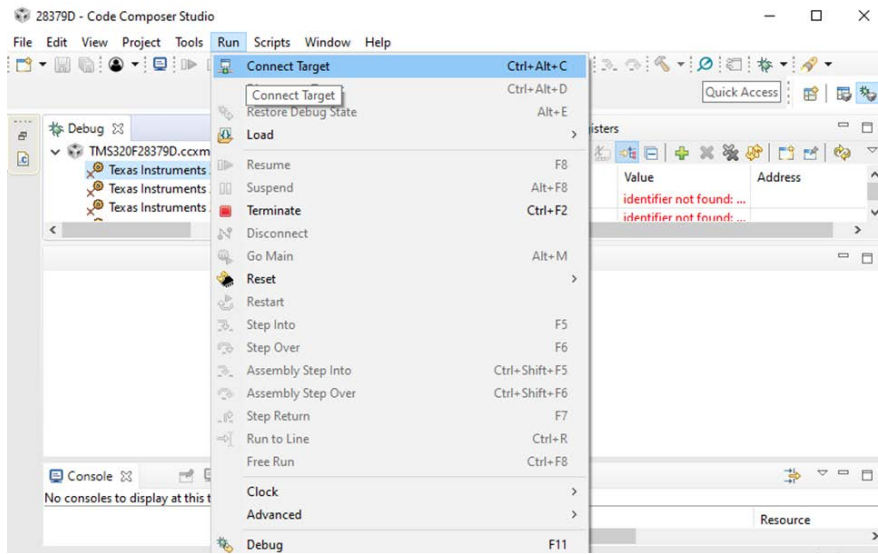 28379D - Code Composer Studio
File Edit View Project Tools Run Scripts Window Help
Quick Access
Connect Target Ctrl+Alt+C
Ctrl+Alt+D
Connect Target
Restore Debug State Alt+E
Load
Resume F8
Suspend Alt+F8
Terminate Ctrl+F2
Disconnect
Go Main Alt+M
Reset
Restart
Step Into F5
Step Over F6
Assembly Step Into Ctrl+Shift+F5
Assembly Step Over Ctrl+Shift+F6
Step Return F7
Run to Line Ctrl+R
Free Run Ctrl+F8
Clock
Advanced
Debug F11
Debug
TMS320F28379D.ccxm
Texas Instruments
Texas Instruments
Texas Instruments
isters
Value Address
identifier not found: ...
identifier not found: ...
Console
No consoles to display at this t
Resource